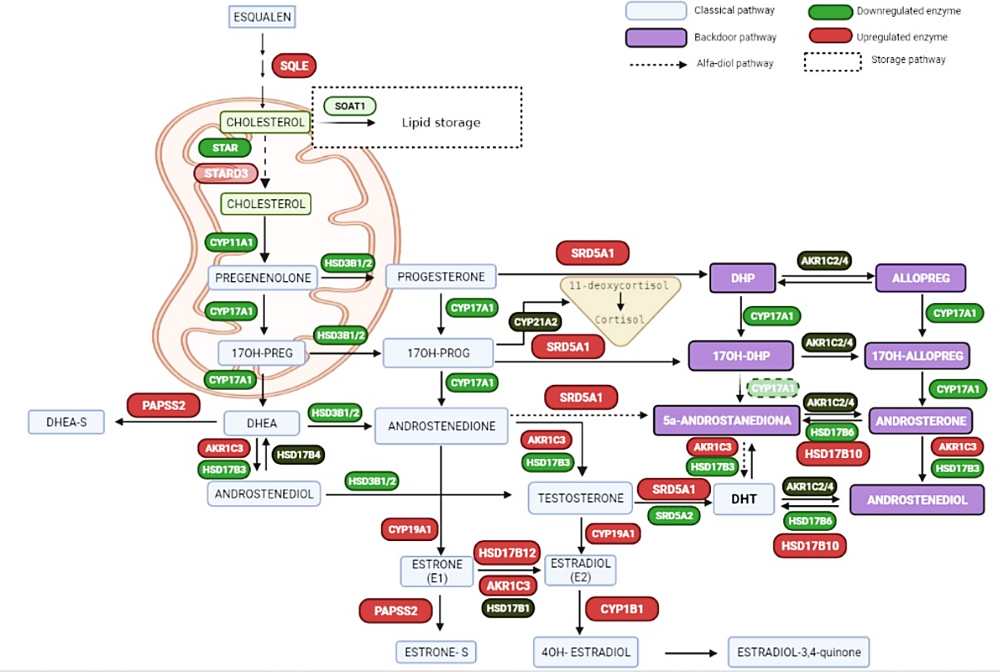 ESQUALEN
Classical pathway
Downregulated enzyme
Backdoor pathway
Upregulated enzyme
Alfa-diol pathway
Storage pathway
SQLE
SOAT1
CHOLESTEROL
Lipid storage
STAR
STARD3
CHOLESTEROL
CYP11A1
SRD5A1
HSD3B1/2
AKR1C2/4
PREGENENOLONE
PROGESTERONE
DHP
ALLOPREG
11-deoxycortisol
Cortisol
CYP17A1
CYP17A1
CYP21A2
CYP17A1
CYP17A1
HSD3B1/2
SRD5A1
AKR1C2/4
17OH-PREG
17OH-PROG
17OH-DHP
17OH-ALLOPREG
CYP17A1
CYP17A1
CYP17A1
CYP17A1
PAPSS2
SRD5A1
AKR1C2/4
HSD3B1/2
DHEA-S
DHEA
ANDROSTENEDIONE
5a-ANDROSTANEDIONA
ANDROSTERONE
HSD17B6
HSD17B10
AKR1C3
HSD17B3
HSD17B4
AKR1C3
HSD17B3
AKR1C3
HSD17B3
AKR1C3
HSD17B3
HSD3B1/2
ANDROSTENEDIOL
TESTOSTERONE
SRD5A1
SRD5A2
DHT
AKR1C2/4
HSD17B6
HSD17B10
ANDROSTENEDIOL
CYP19A1
CYP19A1
HSD17B12
ESTRONE
(E1)
AKR1C3
HSD17B1
ESTRADIOL
(E2)
PAPSS2
CYP1B1
ESTRONE- S
4OH- ESTRADIOL
ESTRADIOL-3,4-quinone